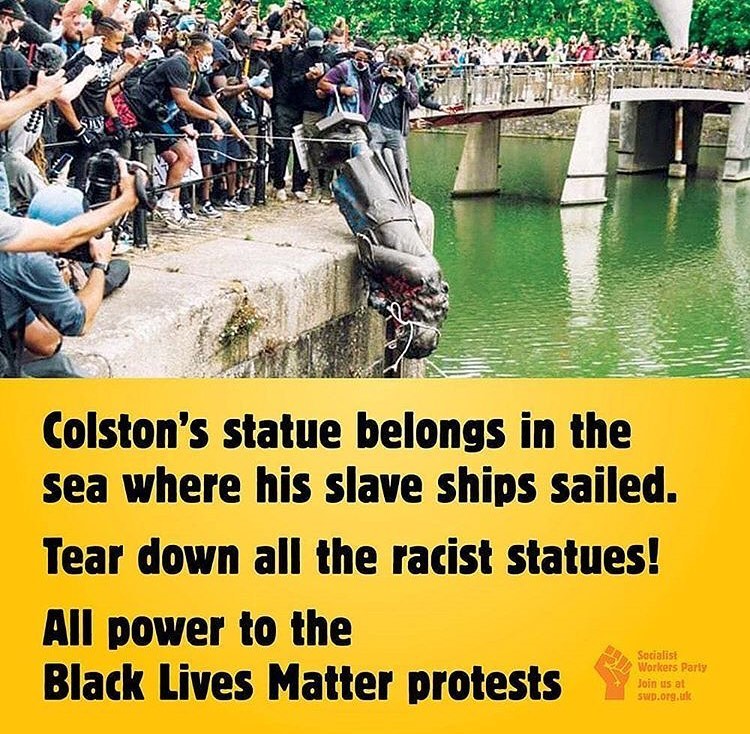 Colston's statue belongs in the
sea where his slave ships sailed.
Tear down all the racist statues!
All power to the
Black Lives Matter protests
Socialist
Workers Party
Join us at
swp.org.uk